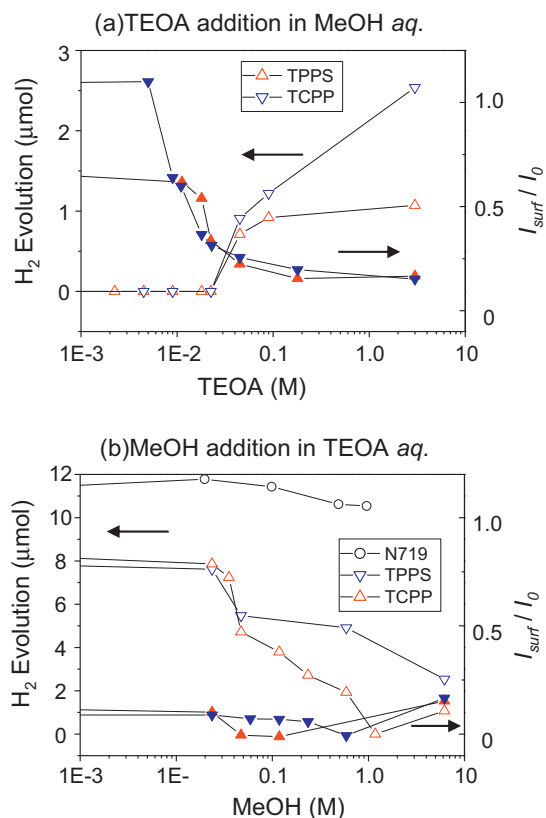 (a)TEOA addition in MeOH aq.
3
2
1
0
H2 Evolution (μmol)
TPPS
TCPP
1.0
0.5
0
Isurf / I0
1E-3
1E-2
0.1
1.0
10
TEOA (M)
(b)MeOH addition in TEOA aq.
12
10
8
6
4
2
0
H2 Evolution (μmol)
N719
TPPS
TCPP
1.0
0.5
0
Isurf / I0
1E-3
1E-
0.1
1.0
10
MeOH (M)